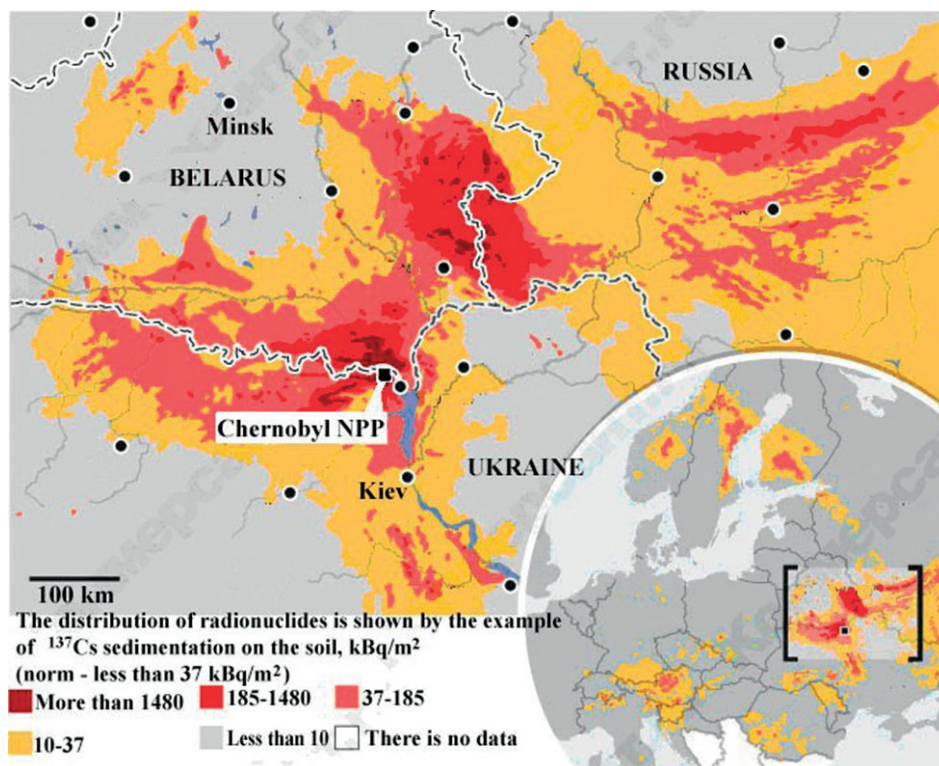 RUSSIA
Minsk
BELARUS
Chernobyl NPP
UKRAINE
Kiev
100 km
The distribution of radionuclides is shown by the example
of ¹³⁷Cs sedimentation on the soil, kBq/m²
(norm - less than 37 kBq/m²)
More than 1480 185-1480 37-185
10-37 Less than 10 There is no data